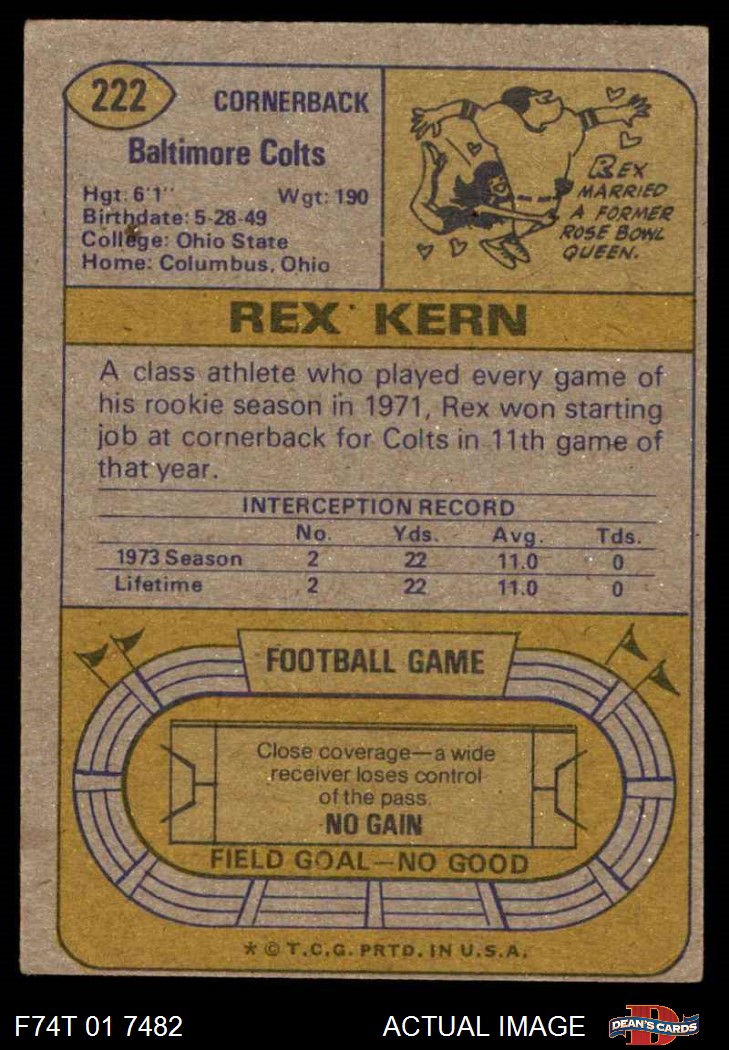 222
CORNERBACK
Baltimore Colts
Hgt: 6'1" Wgt: 190
Birthdate: 5-28-49
College: Ohio State
Home: Columbus, Ohio
REX
MARRIED
A FORMER
ROSE BOWL
QUEEN.
REX KERN
A class athlete who played every game of
his rookie season in 1971, Rex won starting
job at cornerback for Colts in 11th game of
that year.
INTERCEPTION RECORD
No. Yds. Avg. Tds.
1973 Season 2 22 11.0 0
Lifetime 2 22 11.0 0
FOOTBALL GAME
Close coverage—a wide
receiver loses control
of the pass.
NO GAIN
FIELD GOAL—NO GOOD
* © T.C.G. PRTD. IN U.S.A.
F74T 01 7482 ACTUAL IMAGE
D
DEAN'S CARDS